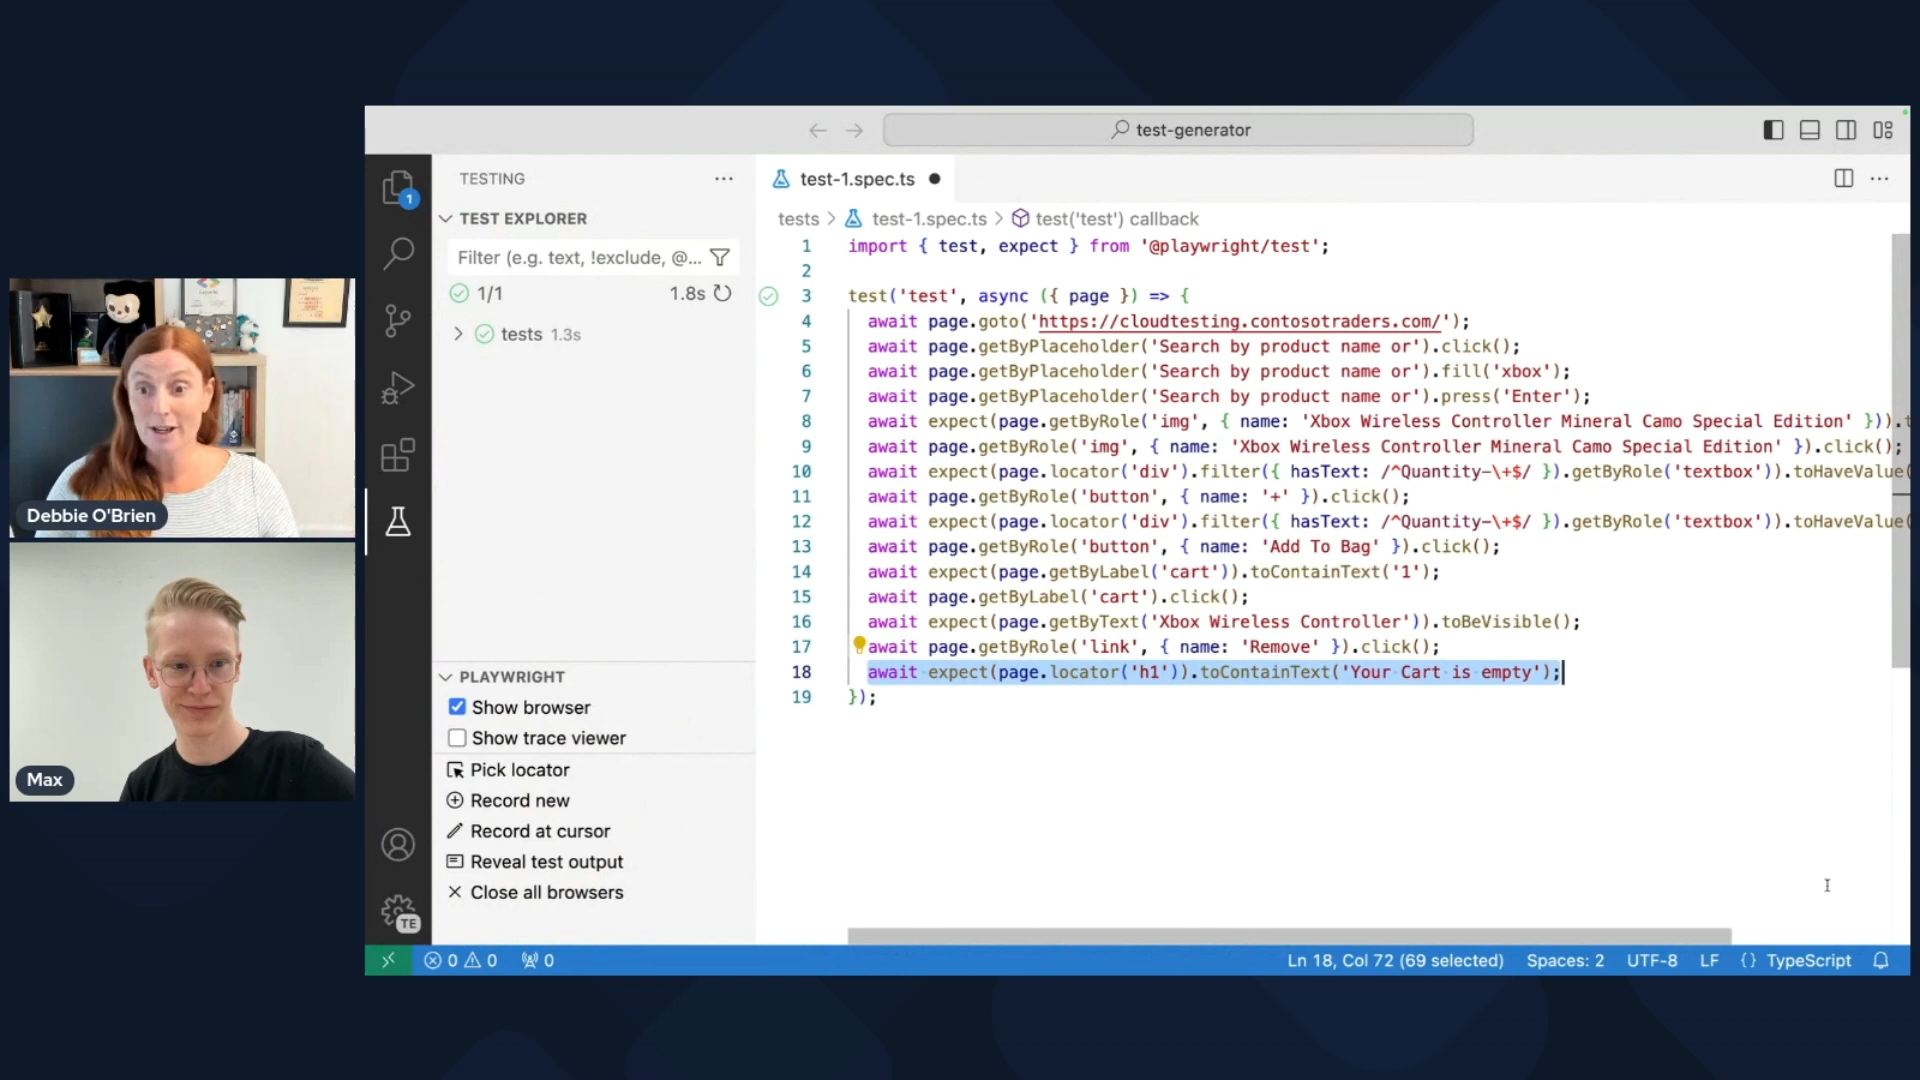 test-generator
TESTING
TEST EXPLORER
Filter (e.g. text, !exclude, @...
1/1
1.8s
tests 1.3s
PLAYWRIGHT
Show browser
Show trace viewer
Pick locator
Record new
Record at cursor
Reveal test output
Close all browsers
1
TE
test-1.spec.ts
tests > test-1.spec.ts > test('test') callback
1 import { test, expect } from '@playwright/test';
2
3 test('test', async ({ page }) => {
4 await page.goto('https://cloudtesting.contosotraders.com/');
5 await page.getByPlaceholder('Search by product name or').click();
6 await page.getByPlaceholder('Search by product name or').fill('xbox');
7 await page.getByPlaceholder('Search by product name or').press('Enter');
8 await expect(page.getByRole('img', { name: 'Xbox Wireless Controller Mineral Camo Special Edition' })).t
9 await page.getByRole('img', { name: 'Xbox Wireless Controller Mineral Camo Special Edition' }).click();
10 await expect(page.locator('div').filter({ hasText: /^Quantity-\+$/ }).getByRole('textbox')).toHaveValue(
11 await page.getByRole('button', { name: '+' }).click();
12 await expect(page.locator('div').filter({ hasText: /^Quantity-\+$/ }).getByRole('textbox')).toHaveValue(
13 await page.getByRole('button', { name: 'Add To Bag' }).click();
14 await expect(page.getByLabel('cart')).toContainText('1');
15 await page.getByLabel('cart').click();
16 await expect(page.getByText('Xbox Wireless Controller')).toBeVisible();
17 await page.getByRole('link', { name: 'Remove' }).click();
18 await expect(page.locator('h1')).toContainText('Your Cart is empty');
19 });
0 0 0
Ln 18, Col 72 (69 selected) Spaces: 2 UTF-8 LF {} TypeScript
Debbie O'Brien
Max